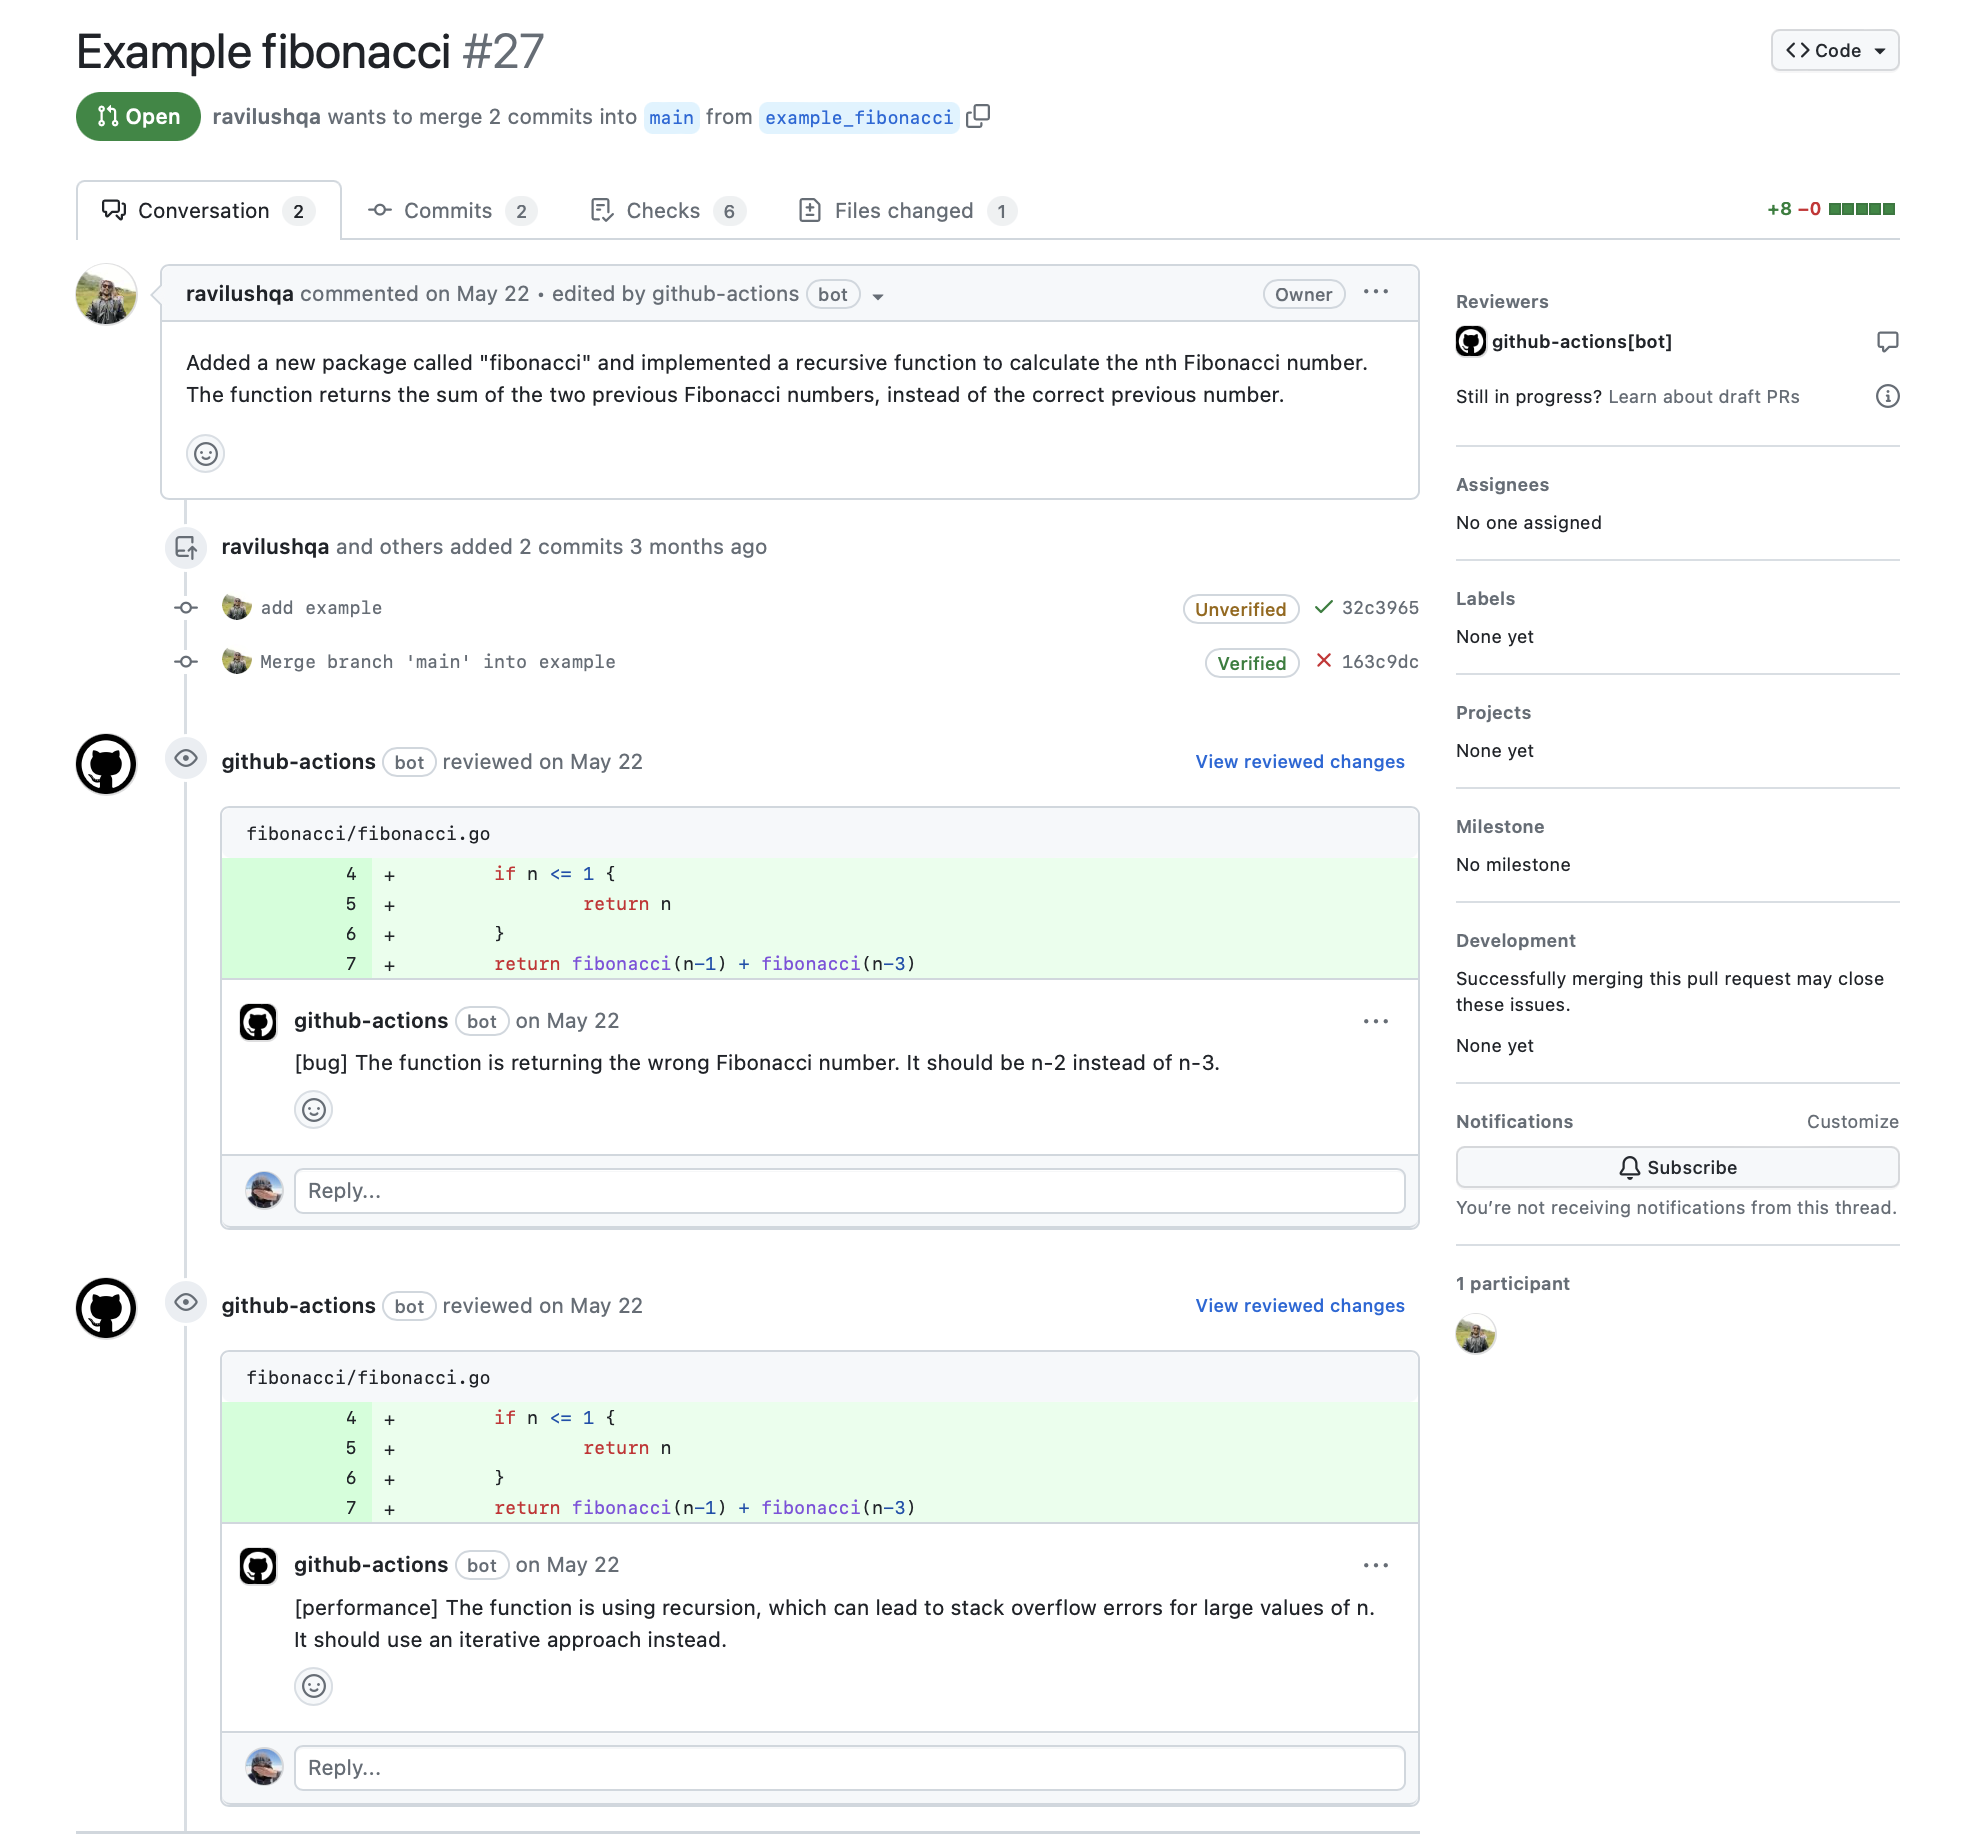 Example fibonacci #27
Code
Open ravilushqa wants to merge 2 commits into main from example_fibonacci
Conversation 2 Commits 2 Checks 6 Files changed 1
+8 −0
ravilushqa commented on May 22 • edited by github-actions bot
Owner
Added a new package called "fibonacci" and implemented a recursive function to calculate the nth Fibonacci number.
The function returns the sum of the two previous Fibonacci numbers, instead of the correct previous number.
ravilushqa and others added 2 commits 3 months ago
add example Unverified 32c3965
Merge branch 'main' into example Verified 163c9dc
github-actions bot reviewed on May 22 View reviewed changes
fibonacci/fibonacci.go
4 + if n <= 1 {
5 + return n
6 + }
7 + return fibonacci(n-1) + fibonacci(n-3)
github-actions bot on May 22
[bug] The function is returning the wrong Fibonacci number. It should be n-2 instead of n-3.
Reply...
github-actions bot reviewed on May 22 View reviewed changes
fibonacci/fibonacci.go
4 + if n <= 1 {
5 + return n
6 + }
7 + return fibonacci(n-1) + fibonacci(n-3)
github-actions bot on May 22
[performance] The function is using recursion, which can lead to stack overflow errors for large values of n.
It should use an iterative approach instead.
Reply...
Reviewers
github-actions[bot]
Still in progress? Learn about draft PRs
Assignees
No one assigned
Labels
None yet
Projects
None yet
Milestone
No milestone
Development
Successfully merging this pull request may close
these issues.
None yet
Notifications Customize
Subscribe
You’re not receiving notifications from this thread.
1 participant